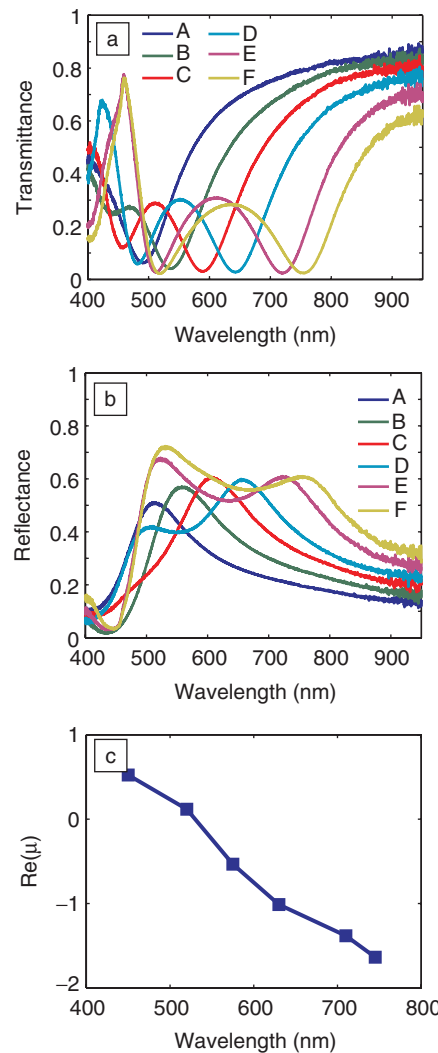 a
A
B
C
D
E
F
Transmittance
1
0.8
0.6
0.4
0.2
0
400
500
600
700
800
900
Wavelength (nm)
b
A
B
C
D
E
F
Reflectance
1
0.8
0.6
0.4
0.2
0
400
500
600
700
800
900
Wavelength (nm)
c
Re(μ)
1
0
−1
−2
400
500
600
700
800
Wavelength (nm)